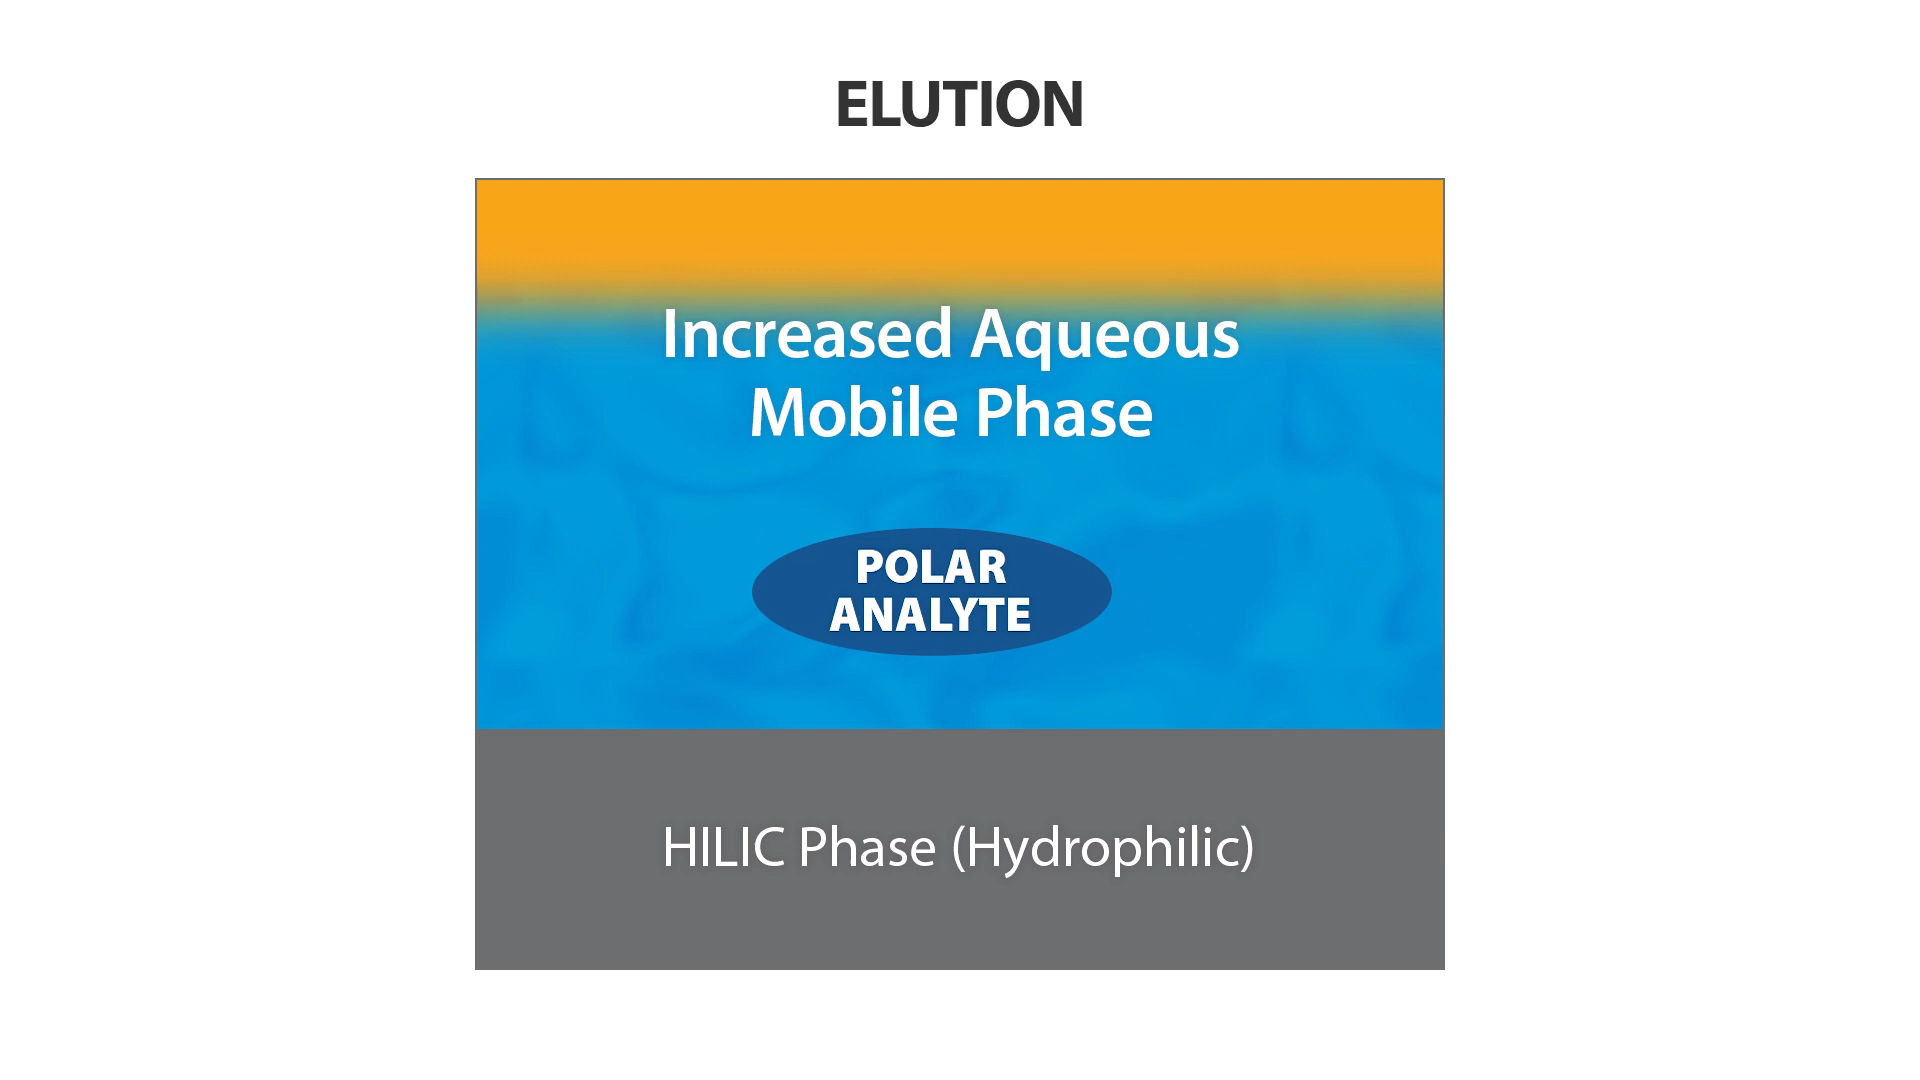 ELUTION
Increased Aqueous
Mobile Phase
POLAR
ANALYTE
HILIC Phase (Hydrophilic)